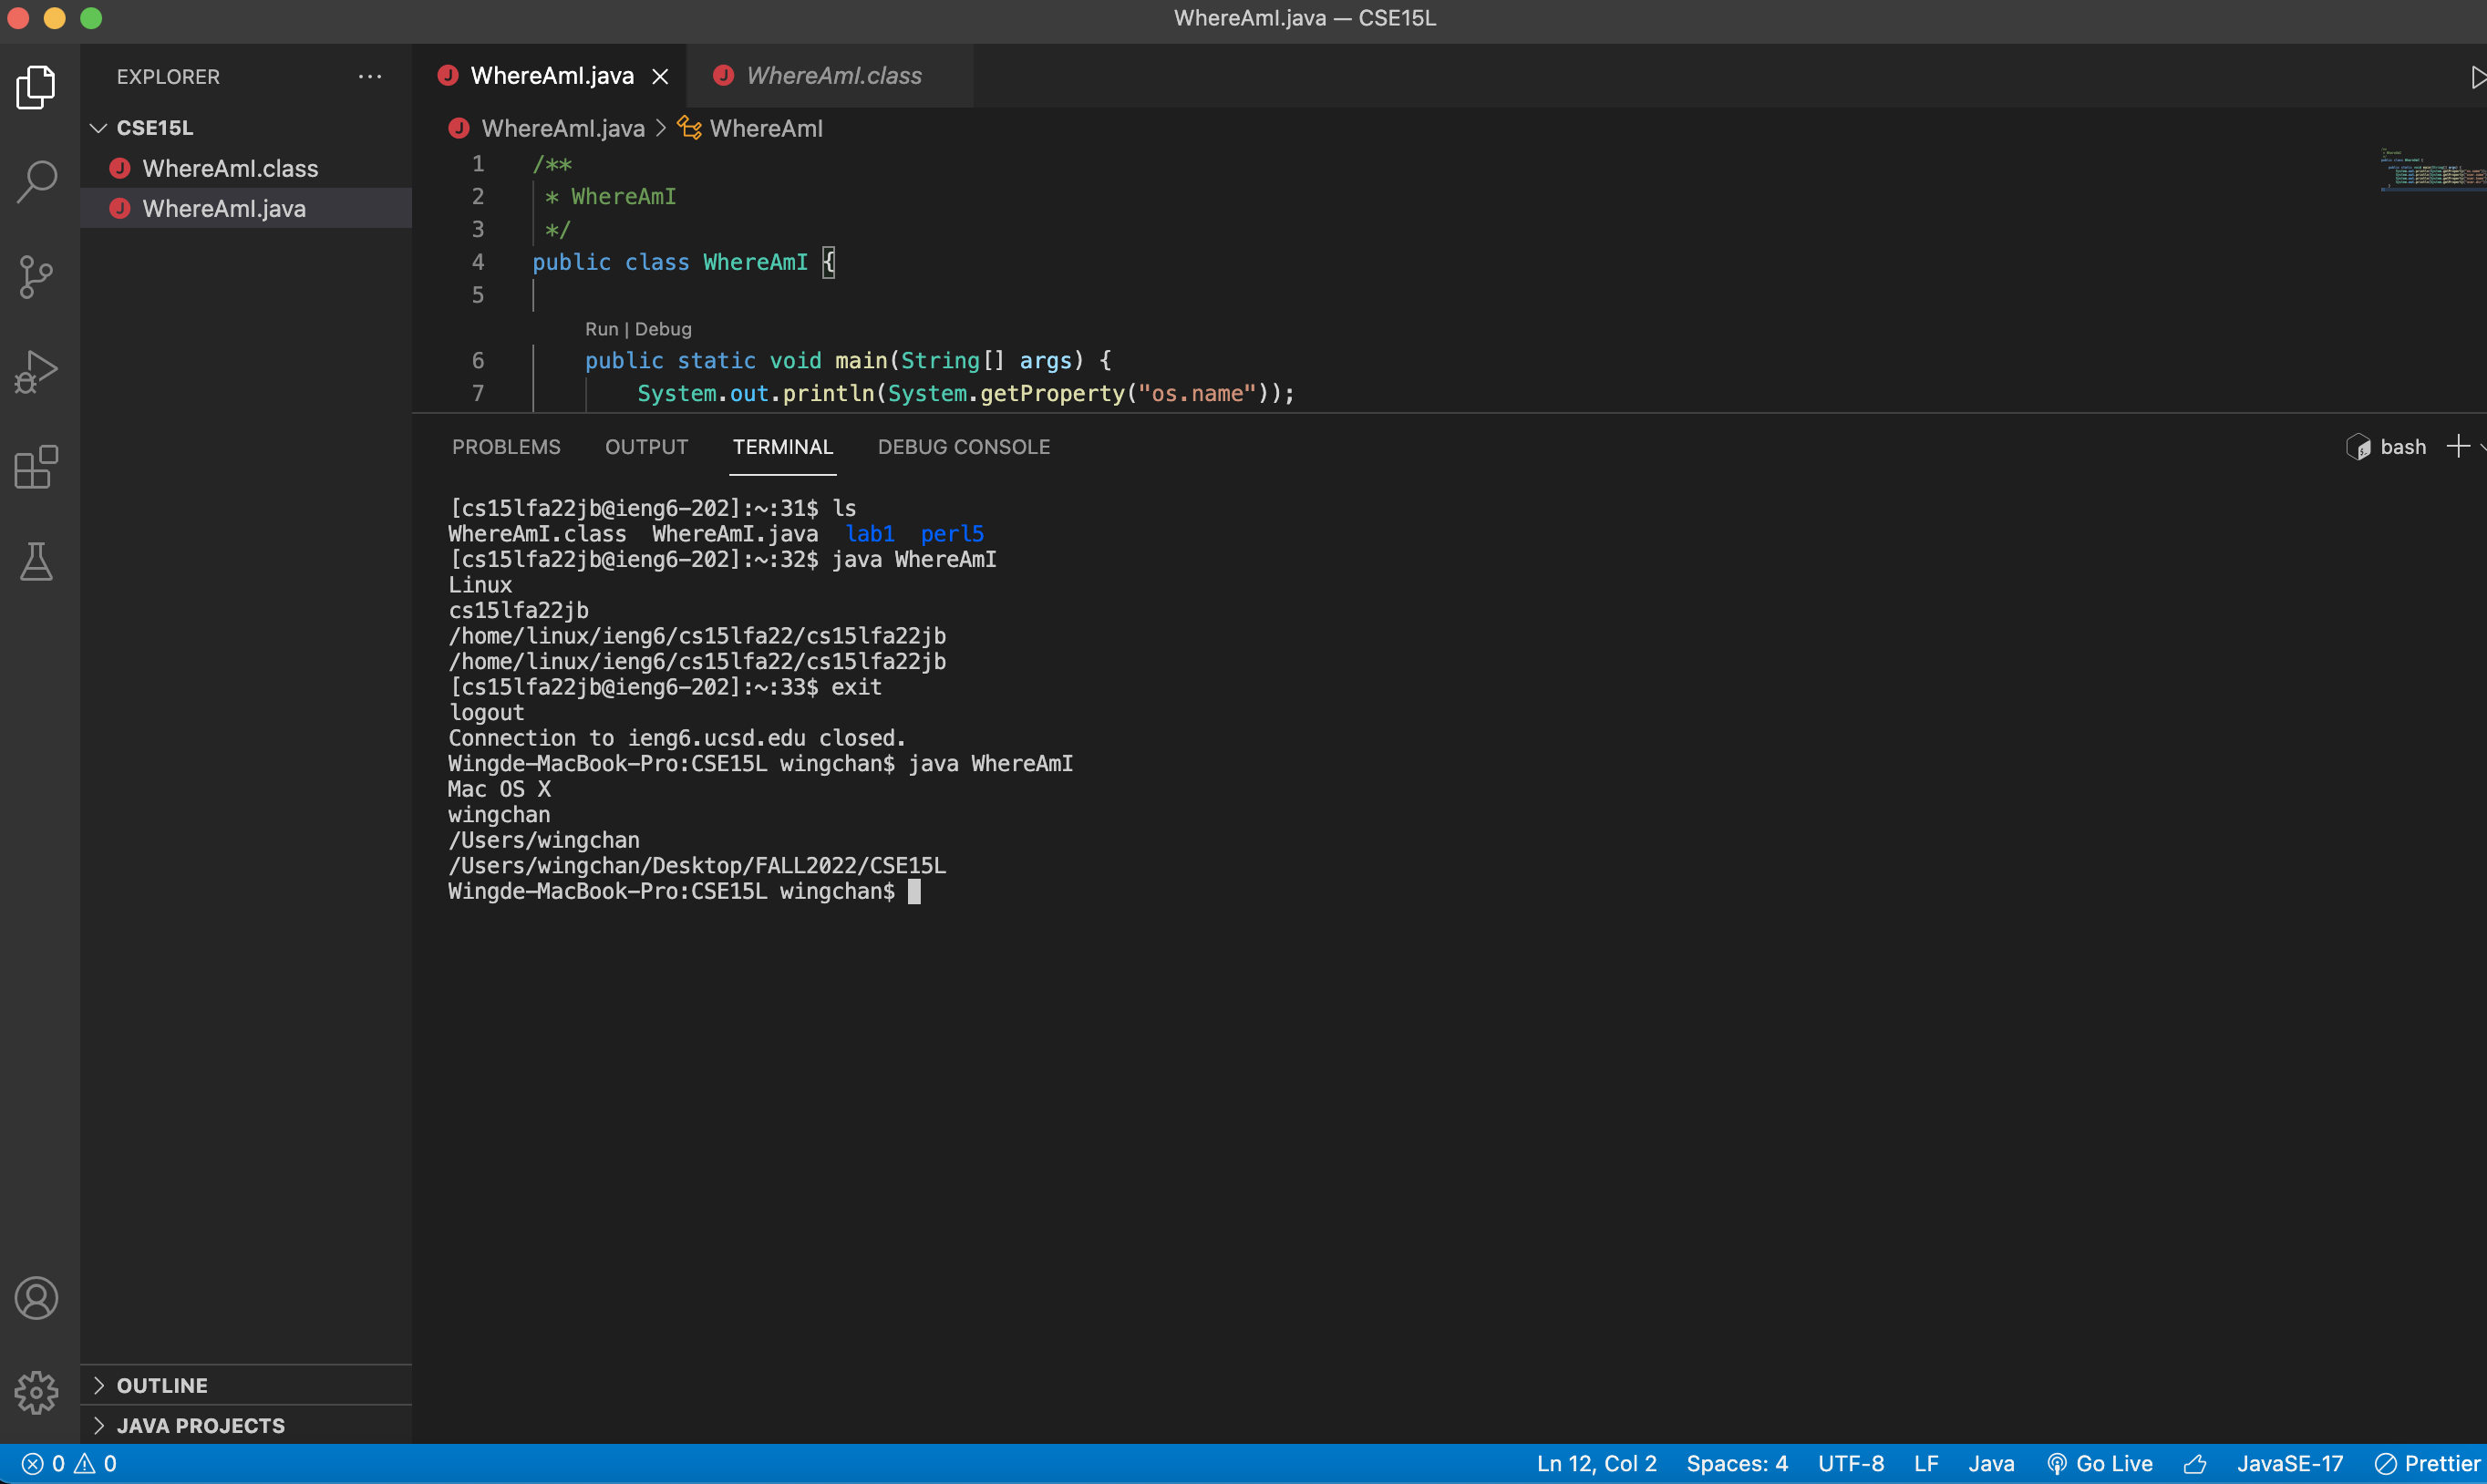 WhereAmI.java — CSE15L
EXPLORER
CSE15L
WhereAmI.class
WhereAmI.java
OUTLINE
JAVA PROJECTS
WhereAmI.java
WhereAmI.class
WhereAmI.java > WhereAmI
1 /**
2 * WhereAmI
3 */
4 public class WhereAmI {
5
Run | Debug
6 public static void main(String[] args) {
7 System.out.println(System.getProperty("os.name"));
PROBLEMS OUTPUT TERMINAL DEBUG CONSOLE
bash
[cs15lfa22jb@ieng6-202]:~:31$ ls
WhereAmI.class WhereAmI.java lab1 perl5
[cs15lfa22jb@ieng6-202]:~:32$ java WhereAmI
Linux
cs15lfa22jb
/home/linux/ieng6/cs15lfa22/cs15lfa22jb
/home/linux/ieng6/cs15lfa22/cs15lfa22jb
[cs15lfa22jb@ieng6-202]:~:33$ exit
logout
Connection to ieng6.ucsd.edu closed.
Wingde-MacBook-Pro:CSE15L wingchan$ java WhereAmI
Mac OS X
wingchan
/Users/wingchan
/Users/wingchan/Desktop/FALL2022/CSE15L
Wingde-MacBook-Pro:CSE15L wingchan$
0 0 Ln 12, Col 2 Spaces: 4 UTF-8 LF Java Go Live JavaSE-17 Prettier